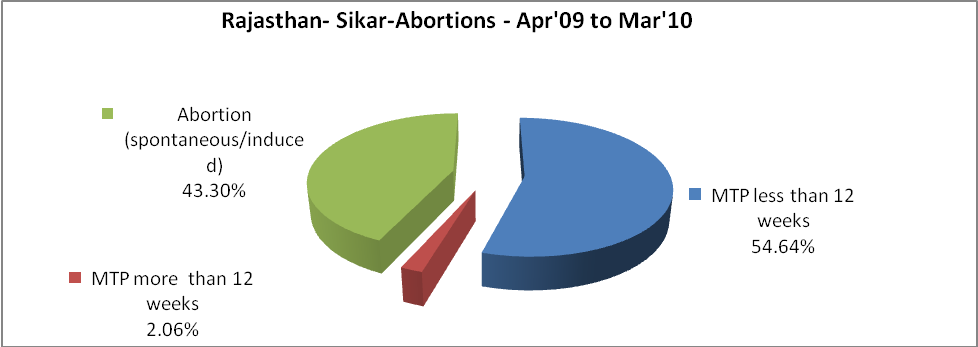 Rajasthan- Sikar-Abortions - Apr'09 to Mar'10
Abortion
(spontaneous/induce
d)
43.30%
MTP less than 12
weeks
54.64%
MTP more than 12
weeks
2.06%